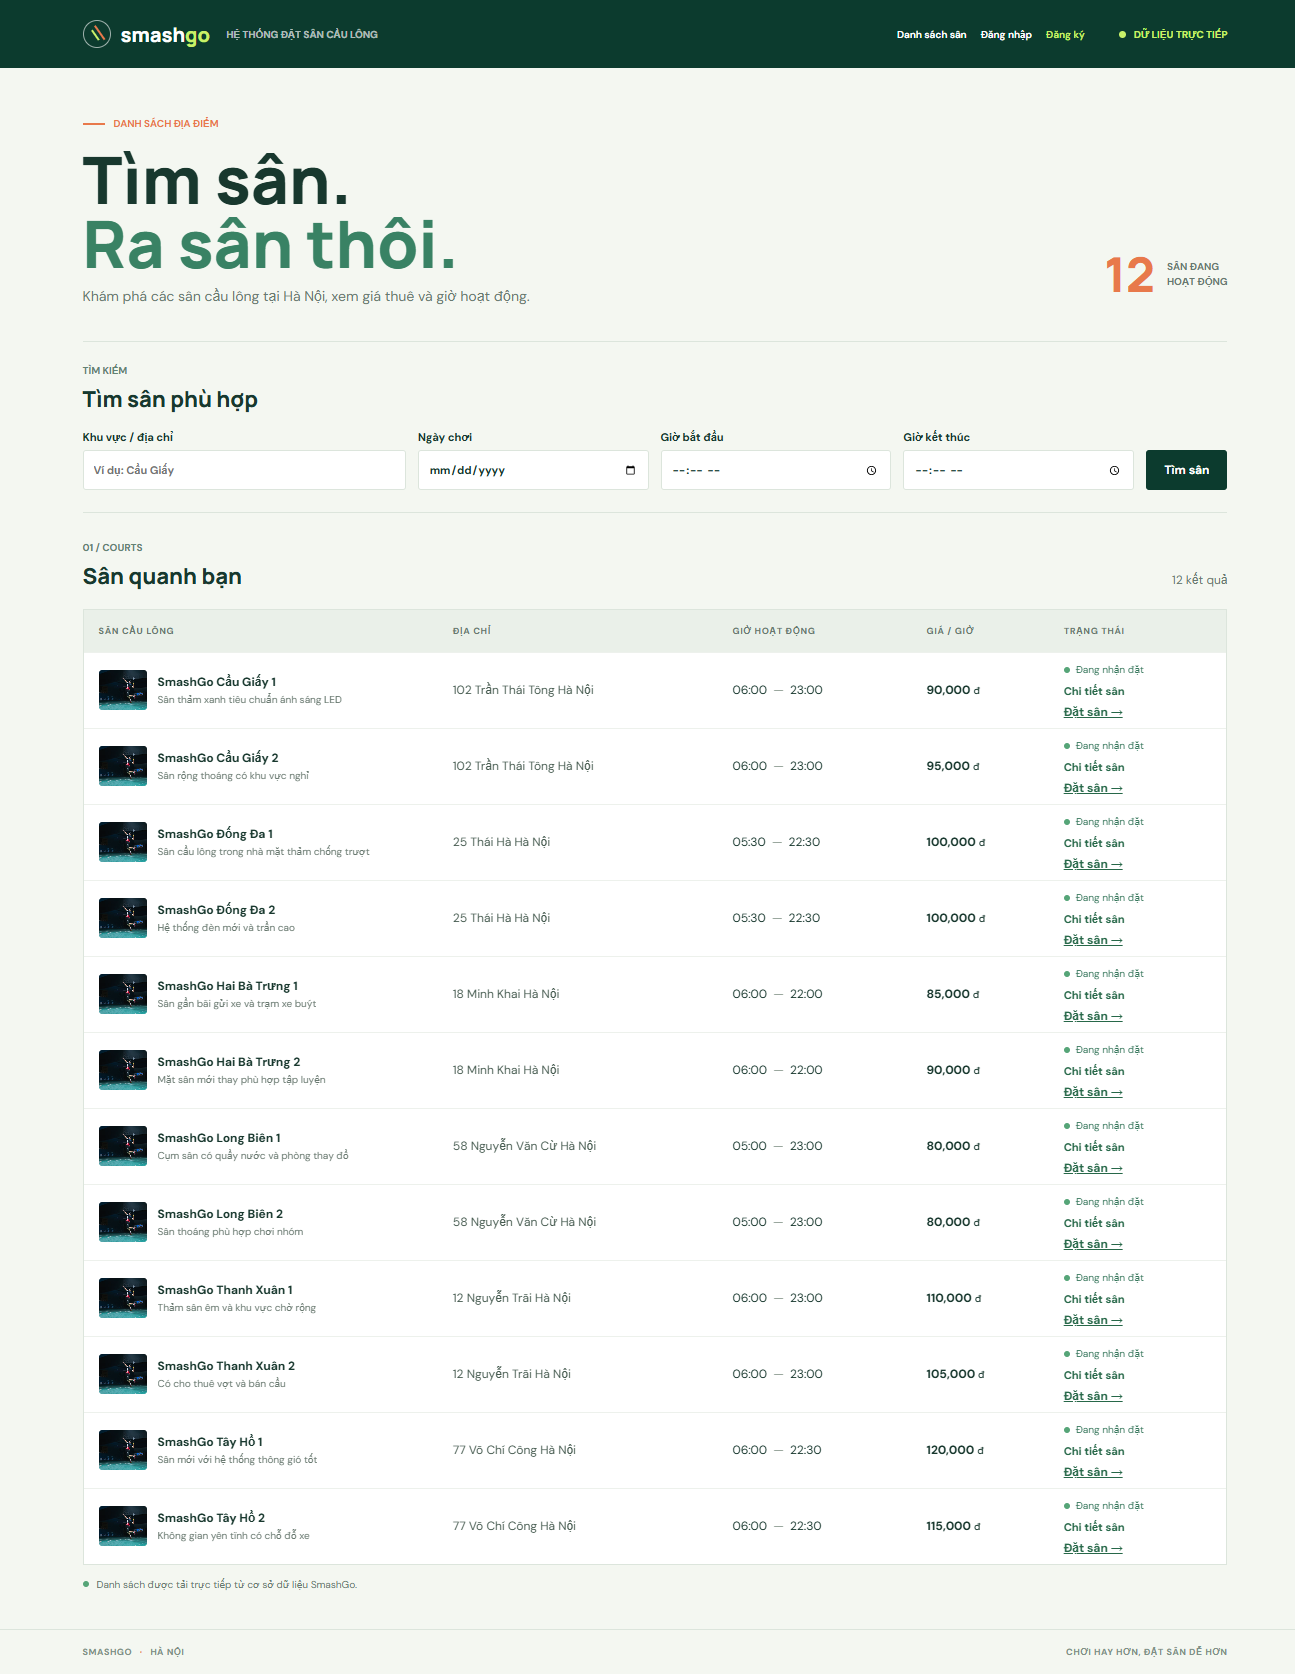 smashgo HỆ THỐNG ĐẶT SÂN CẦU LÔNG Danh sách sân Đăng nhập Đăng ký DỮ LIỆU TRỰC TIẾP
DANH SÁCH ĐỊA ĐIỂM
Tìm sân.
Ra sân thôi.
Khám phá các sân cầu lông tại Hà Nội, xem giá thuê và giờ hoạt động.
12 SÂN ĐANG
HOẠT ĐỘNG
TÌM KIẾM
Tìm sân phù hợp
Khu vực / địa chỉ Ngày chơi Giờ bắt đầu Giờ kết thúc
Ví dụ: Cầu Giấy mm/dd/yyyy --:-- -- --:-- -- Tìm sân
01 / COURTS
Sân quanh bạn
12 kết quả
SÂN CẦU LÔNG ĐỊA CHỈ GIỜ HOẠT ĐỘNG GIÁ / GIỜ TRẠNG THÁI
SmashGo Cầu Giấy 1
Sân thảm xanh tiêu chuẩn ánh sáng LED
102 Trần Thái Tông Hà Nội 06:00 — 23:00 90,000 đ
Đang nhận đặt
Chi tiết sân
Đặt sân →
SmashGo Cầu Giấy 2
Sân rộng thoáng có khu vực nghỉ
102 Trần Thái Tông Hà Nội 06:00 — 23:00 95,000 đ
Đang nhận đặt
Chi tiết sân
Đặt sân →
SmashGo Đống Đa 1
Sân cầu lông trong nhà mặt thảm chống trượt
25 Thái Hà Hà Nội 05:30 — 22:30 100,000 đ
Đang nhận đặt
Chi tiết sân
Đặt sân →
SmashGo Đống Đa 2
Hệ thống đèn mới và trần cao
25 Thái Hà Hà Nội 05:30 — 22:30 100,000 đ
Đang nhận đặt
Chi tiết sân
Đặt sân →
SmashGo Hai Bà Trưng 1
Sân gần bãi gửi xe và trạm xe buýt
18 Minh Khai Hà Nội 06:00 — 22:00 85,000 đ
Đang nhận đặt
Chi tiết sân
Đặt sân →
SmashGo Hai Bà Trưng 2
Mặt sân mới thay phù hợp tập luyện
18 Minh Khai Hà Nội 06:00 — 22:00 90,000 đ
Đang nhận đặt
Chi tiết sân
Đặt sân →
SmashGo Long Biên 1
Cụm sân có quầy nước và phòng thay đồ
58 Nguyễn Văn Cừ Hà Nội 05:00 — 23:00 80,000 đ
Đang nhận đặt
Chi tiết sân
Đặt sân →
SmashGo Long Biên 2
Sân thoáng phù hợp chơi nhóm
58 Nguyễn Văn Cừ Hà Nội 05:00 — 23:00 80,000 đ
Đang nhận đặt
Chi tiết sân
Đặt sân →
SmashGo Thanh Xuân 1
Thảm sân êm và khu vực chờ rộng
12 Nguyễn Trãi Hà Nội 06:00 — 23:00 110,000 đ
Đang nhận đặt
Chi tiết sân
Đặt sân →
SmashGo Thanh Xuân 2
Có cho thuê vợt và bán cầu
12 Nguyễn Trãi Hà Nội 06:00 — 23:00 105,000 đ
Đang nhận đặt
Chi tiết sân
Đặt sân →
SmashGo Tây Hồ 1
Sân mới với hệ thống thông gió tốt
77 Võ Chí Công Hà Nội 06:00 — 22:30 120,000 đ
Đang nhận đặt
Chi tiết sân
Đặt sân →
SmashGo Tây Hồ 2
Không gian yên tĩnh có chỗ đỗ xe
77 Võ Chí Công Hà Nội 06:00 — 22:30 115,000 đ
Đang nhận đặt
Chi tiết sân
Đặt sân →
Danh sách được tải trực tiếp từ cơ sở dữ liệu SmashGo.
SMASHGO · HÀ NỘI CHƠI HAY HƠN, ĐẶT SÂN DỄ HƠN